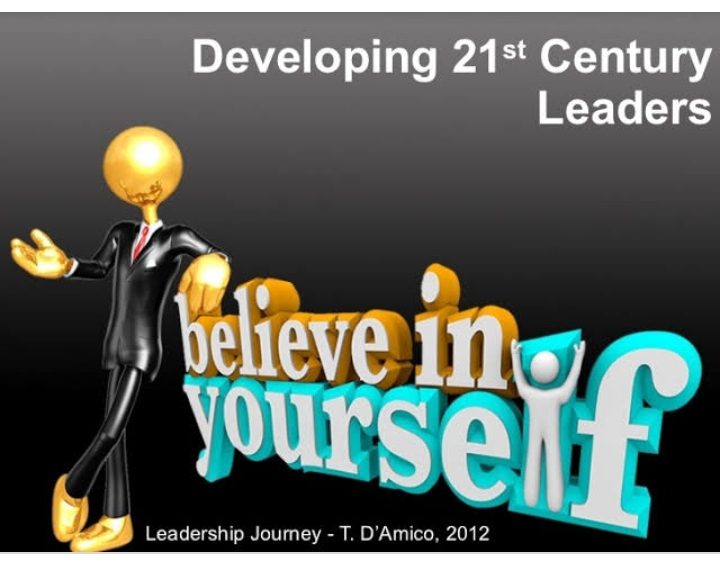 Developing 21st Century
Leaders
believe in
yourself
Leadership Journey - T. D'Amico, 2012